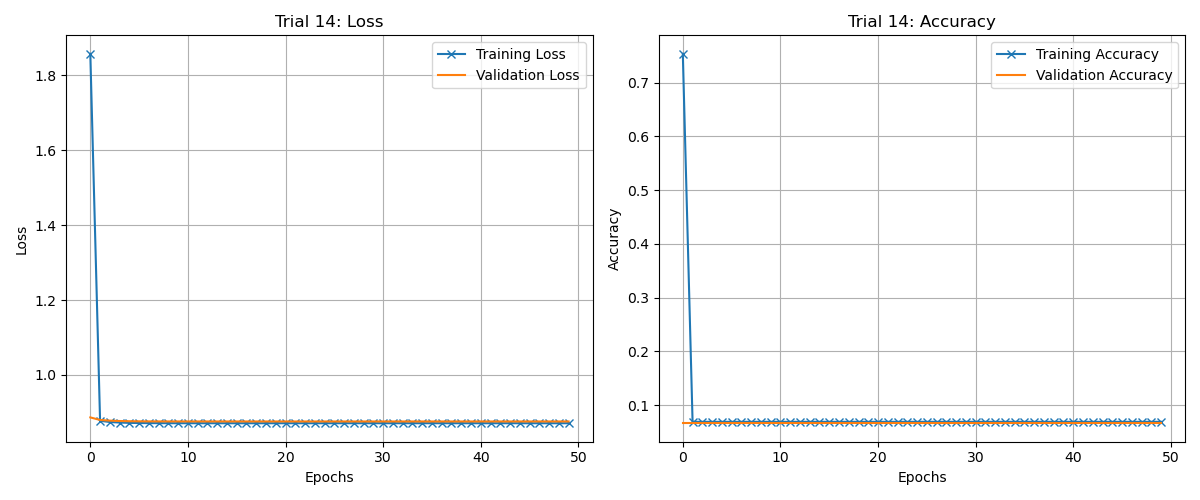 Trial 14: Loss
Training Loss
Validation Loss
1.8
1.6
1.4
1.2
1.0
Loss
0 10 20 30 40 50
Epochs
Trial 14: Accuracy
Training Accuracy
Validation Accuracy
0.7
0.6
0.5
0.4
0.3
0.2
0.1
Accuracy
0 10 20 30 40 50
Epochs